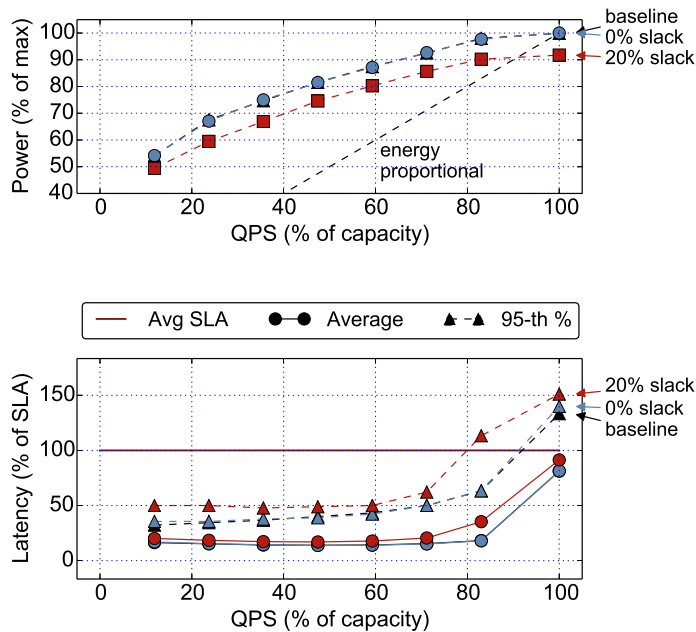 baseline
0% slack
20% slack
100
90
80
70
60
50
40
Power (% of max)
energy
proportional
0 20 40 60 80 100
QPS (% of capacity)
Avg SLA Average 95-th %
150
100
50
0
Latency (% of SLA)
20% slack
0% slack
baseline
0 20 40 60 80 100
QPS (% of capacity)